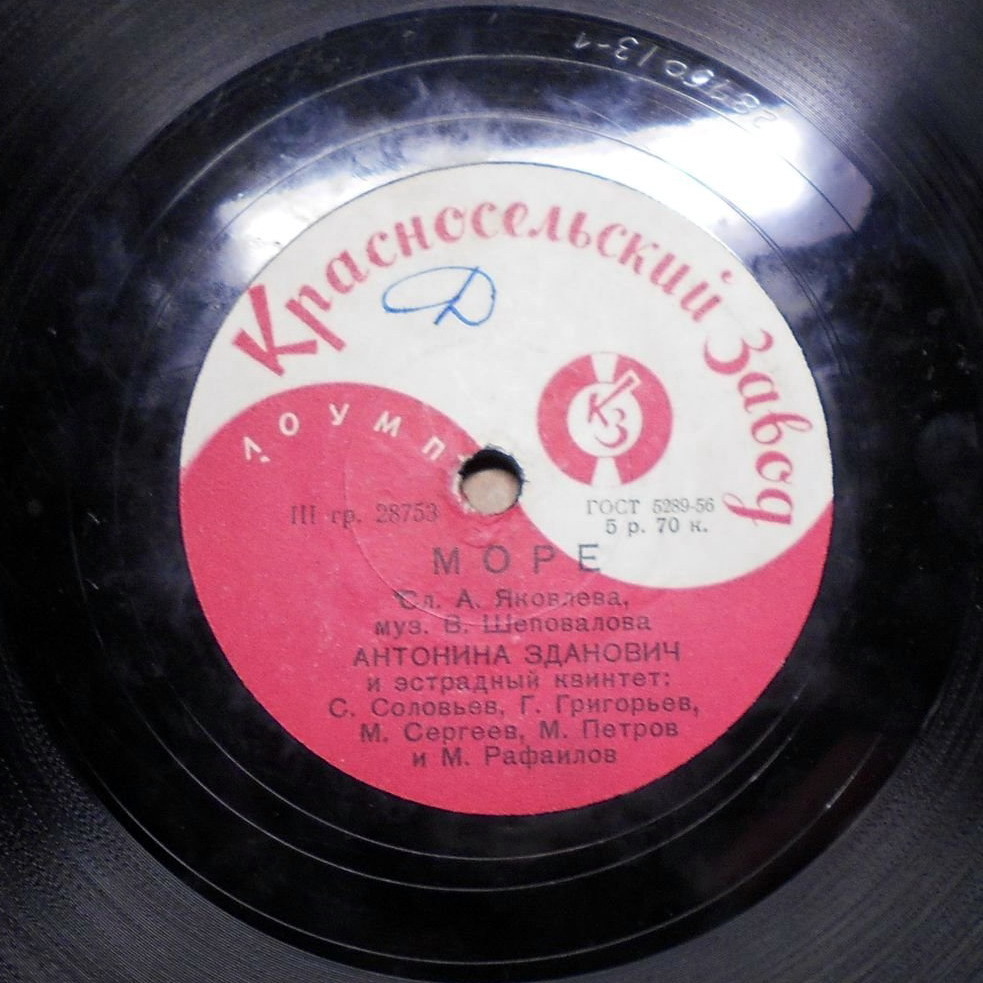 Красносельский Завод
Д
ЛОУМП
КЗ
III гр. 28753
ГОСТ 5289-56
5 р. 70 к.
МОРЕ
Сл. А. Яковлева,
муз. В. Шеповалова
АНТОНИНА ЗДАНОВИЧ
и эстрадный квинтет:
С. Соловьев, Г. Григорьев,
М. Сергеев, М. Петров
и М. Рафаилов